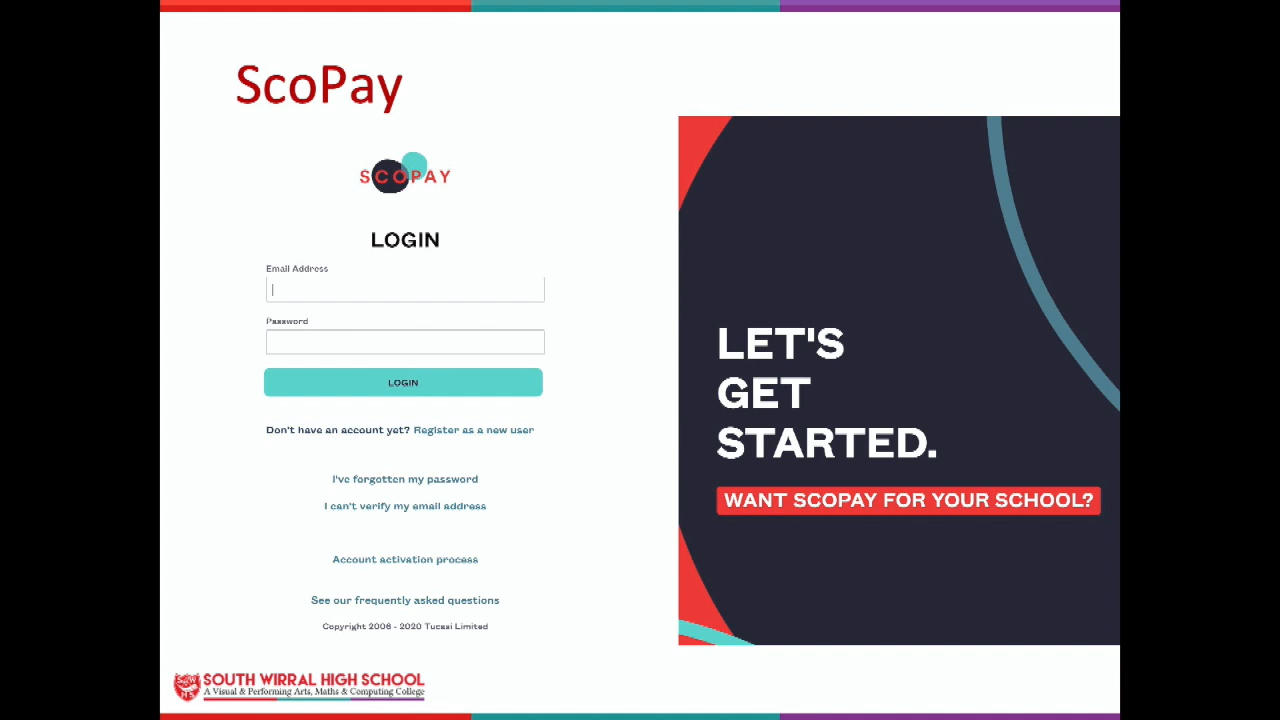 ScoPay
SCOPAY
LOGIN
Email Address
Password
LOGIN
Don't have an account yet? Register as a new user
I've forgotten my password
I can't verify my email address
Account activation process
See our frequently asked questions
Copyright 2006 - 2020 Tucasi Limited
LET'S
GET
STARTED.
WANT SCOPAY FOR YOUR SCHOOL?
SOUTH WIRRAL HIGH SCHOOL
A Visual & Performing Arts, Maths & Computing College